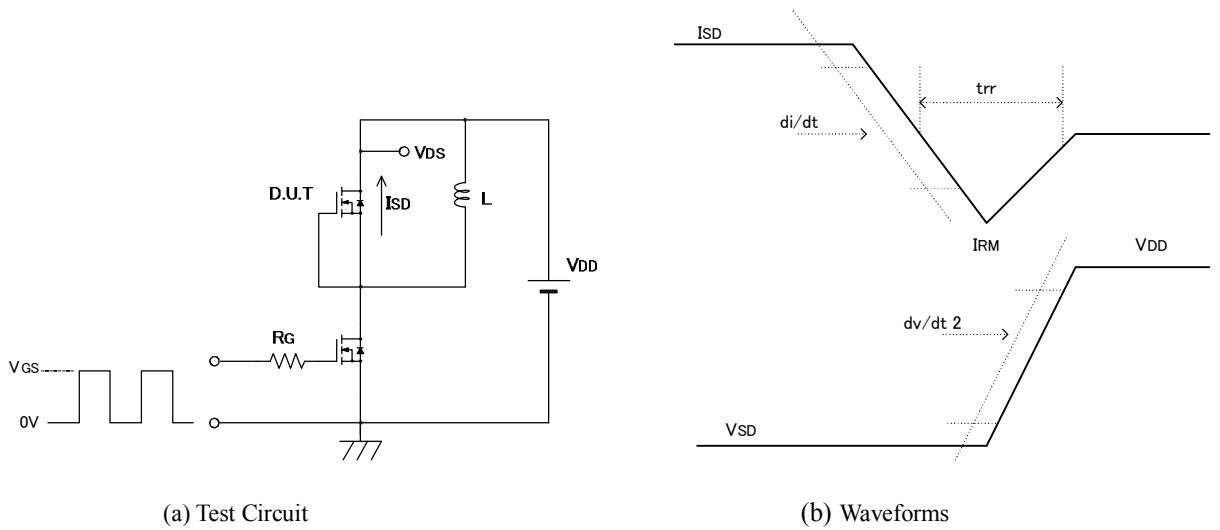 VDS
D.U.T
ISD
L
VDD
RG
VGS
0V
(a) Test Circuit
ISD
trr
di/dt
IRM
VDD
dv/dt 2
VSD
(b) Waveforms